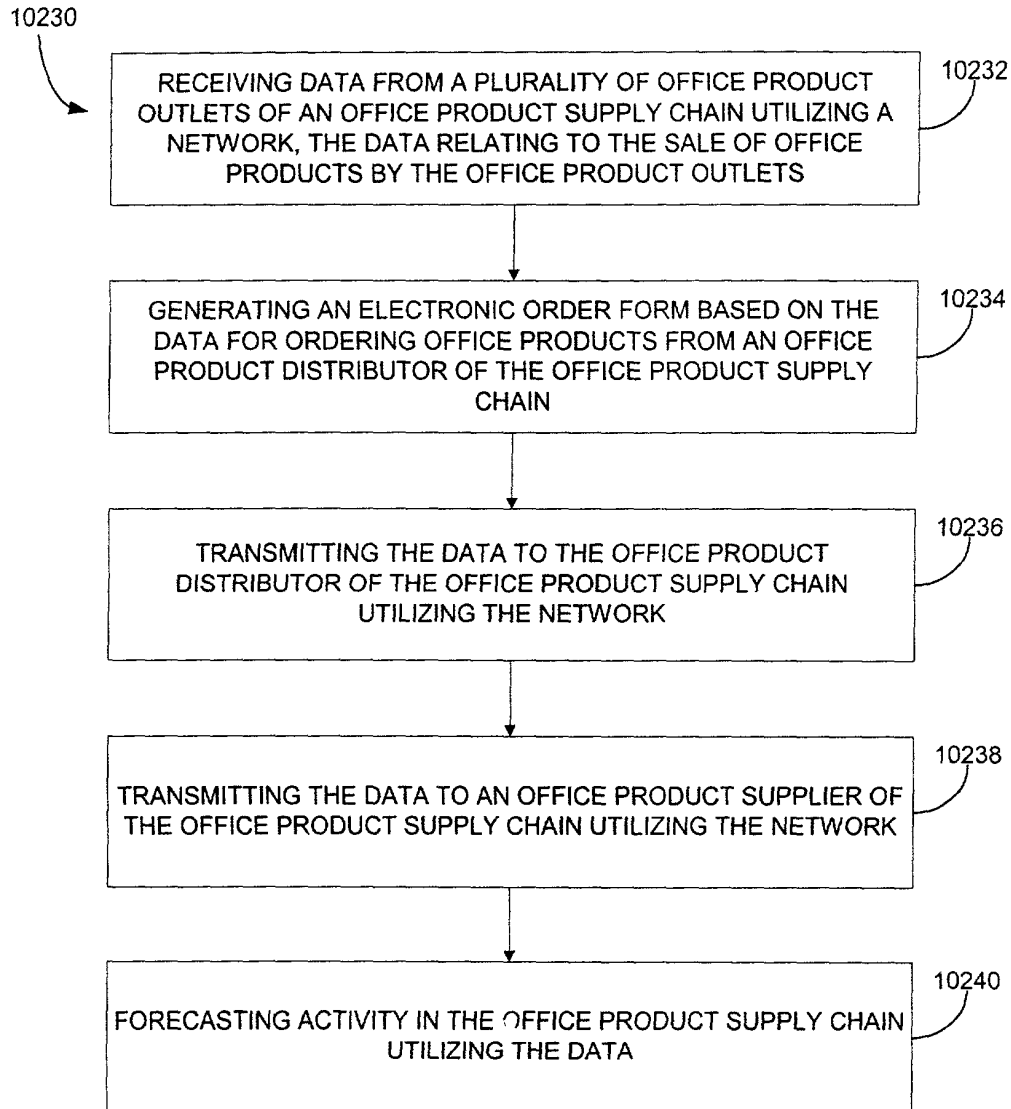 10230
RECEIVING DATA FROM A PLURALITY OF OFFICE PRODUCT
OUTLETS OF AN OFFICE PRODUCT SUPPLY CHAIN UTILIZING A
NETWORK, THE DATA RELATING TO THE SALE OF OFFICE
PRODUCTS BY THE OFFICE PRODUCT OUTLETS
10232
GENERATING AN ELECTRONIC ORDER FORM BASED ON THE
DATA FOR ORDERING OFFICE PRODUCTS FROM AN OFFICE
PRODUCT DISTRIBUTOR OF THE OFFICE PRODUCT SUPPLY
CHAIN
10234
TRANSMITTING THE DATA TO THE OFFICE PRODUCT
DISTRIBUTOR OF THE OFFICE PRODUCT SUPPLY CHAIN
UTILIZING THE NETWORK
10236
TRANSMITTING THE DATA TO AN OFFICE PRODUCT SUPPLIER OF
THE OFFICE PRODUCT SUPPLY CHAIN UTILIZING THE NETWORK
10238
FORECASTING ACTIVITY IN THE OFFICE PRODUCT SUPPLY CHAIN
UTILIZING THE DATA
10240